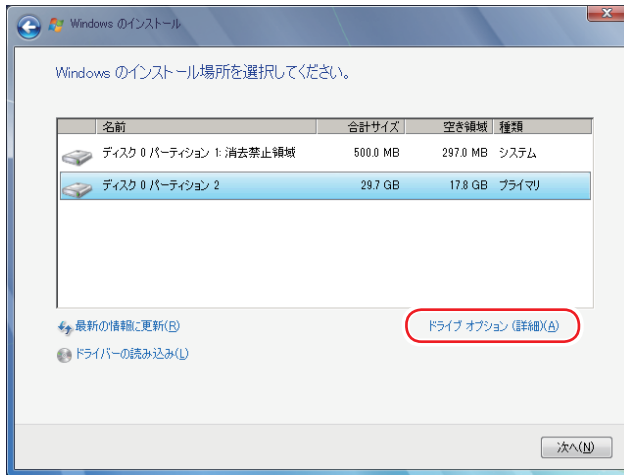 Windows のインストール
Windows のインストール場所を選択してください。
名前 合計サイズ 空き領域 種類
ディスク 0 パーティション 1: 消去禁止領域 500.0 MB 297.0 MB システム
ディスク 0 パーティション 2 29.7 GB 17.8 GB プライマリ
最新の情報に更新(R) ドライブ オプション (詳細)(A)
ドライバーの読み込み(L)
次へ(N)